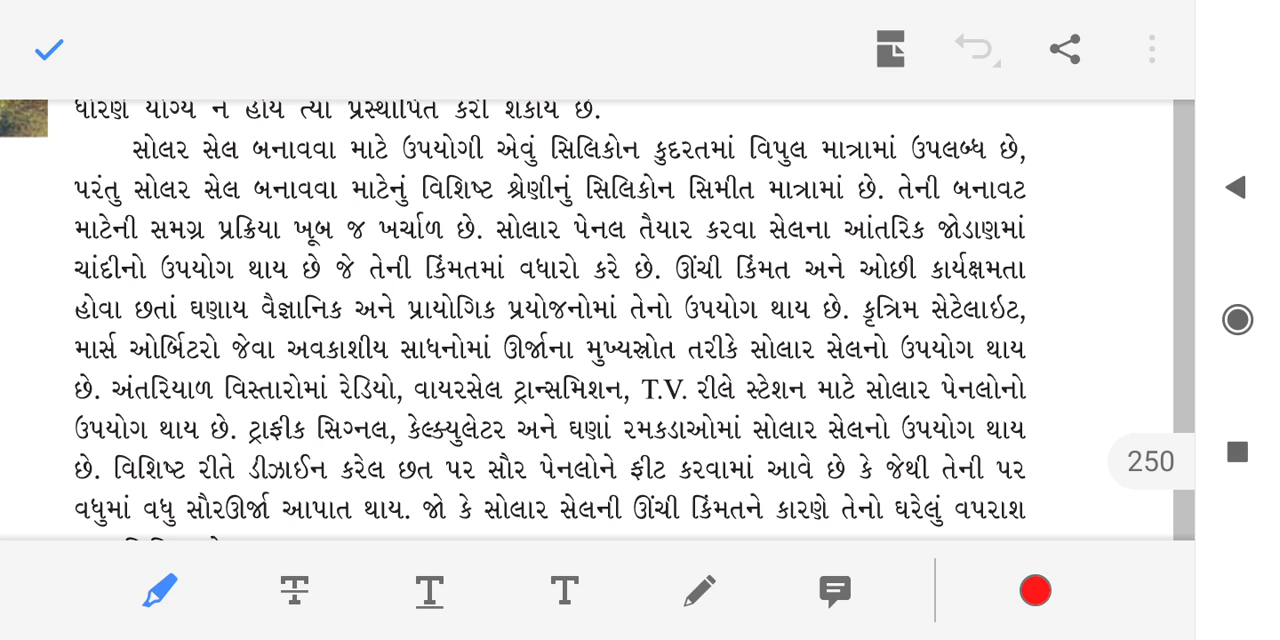 ધોરણે યોગ્ય ન હોય ત્યાં પ્રસ્થાપિત કરી શકાય છે.
સોલર સેલ બનાવવા માટે ઉપયોગી એવું સિલિકોન કુદરતમાં વિપુલ માત્રામાં ઉપલબ્ધ છે,
પરંતુ સોલર સેલ બનાવવા માટેનું વિશિષ્ટ શ્રેણીનું સિલિકોન સિમીત માત્રામાં છે. તેની બનાવટ
માટેની સમગ્ર પ્રક્રિયા ખૂબ જ ખર્ચાળ છે. સોલાર પેનલ તૈયાર કરવા સેલના આંતરિક જોડાણમાં
ચાંદીનો ઉપયોગ થાય છે જે તેની કિંમતમાં વધારો કરે છે. ઊંચી કિંમત અને ઓછી કાર્યક્ષમતા
હોવા છતાં ઘણાય વૈજ્ઞાનિક અને પ્રાયોગિક પ્રયોજનોમાં તેનો ઉપયોગ થાય છે. કૃત્રિમ સેટેલાઇટ,
માર્સ ઓર્બિટરો જેવા અવકાશીય સાધનોમાં ઊર્જાના મુખ્યસ્રોત તરીકે સોલાર સેલનો ઉપયોગ થાય
છે. અંતરિયાળ વિસ્તારોમાં રેડિયો, વાયરસેલ ટ્રાન્સમિશન, T.V. રીલે સ્ટેશન માટે સોલાર પેનલોનો
ઉપયોગ થાય છે. ટ્રાફીક સિગ્નલ, કેલ્ક્યુલેટર અને ઘણાં રમકડાઓમાં સોલાર સેલનો ઉપયોગ થાય
છે. વિશિષ્ટ રીતે ડીઝાઈન કરેલ છત પર સૌર પેનલોને ફીટ કરવામાં આવે છે કે જેથી તેની પર
250
વધુમાં વધુ સૌરઊર્જા આપાત થાય. જો કે સોલાર સેલની ઊંચી કિંમતને કારણે તેનો ઘરેલું વપરાશ